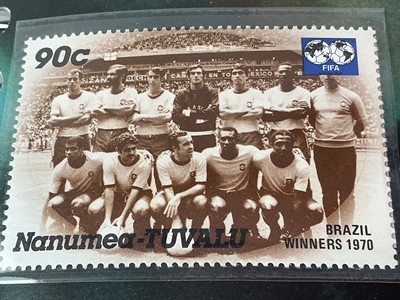 90c
FIFA
Nanumea-TUVALU
BRAZIL
WINNERS 1970